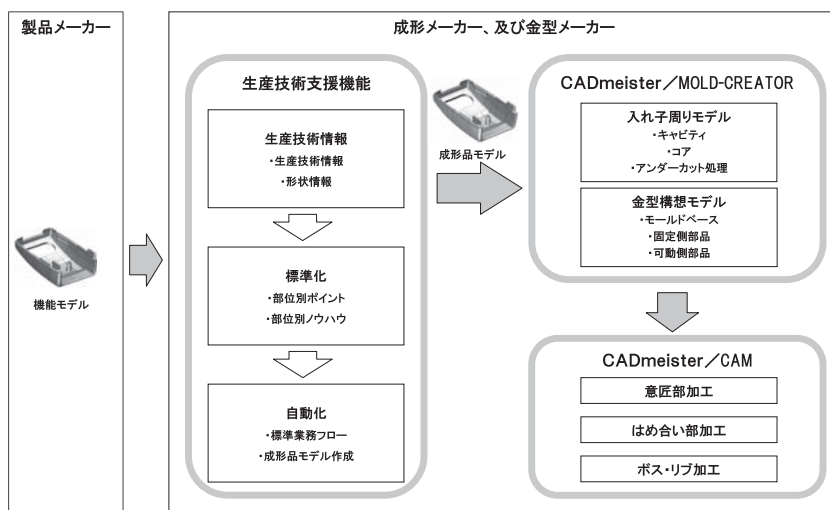 製品メーカー
機能モデル
成形メーカー、及び金型メーカー
生産技術支援機能
生産技術情報
・生産技術情報
・形状情報
標準化
・部位別ポイント
・部位別ノウハウ
自動化
・標準業務フロー
・成形品モデル作成
成形品モデル
CADmeister／MOLD-CREATOR
入れ子周りモデル
・キャビティ
・コア
・アンダーカット処理
金型構想モデル
・モールドベース
・固定側部品
・可動側部品
CADmeister／CAM
意匠部加工
はめ合い部加工
ボス・リブ加工